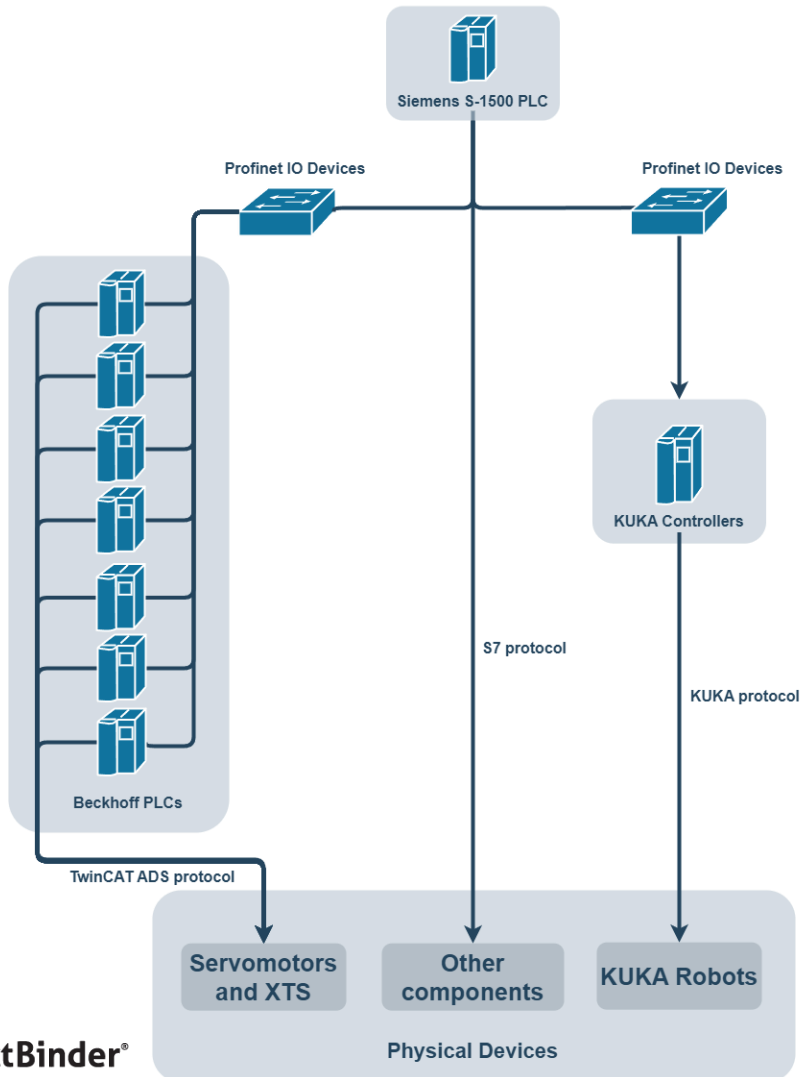 Siemens S-1500 PLC
Profinet IO Devices
Profinet IO Devices
KUKA Controllers
S7 protocol
KUKA protocol
Beckhoff PLCs
TwinCAT ADS protocol
Servomotors
and XTS
Other
components
KUKA Robots
Physical Devices
tBinder®